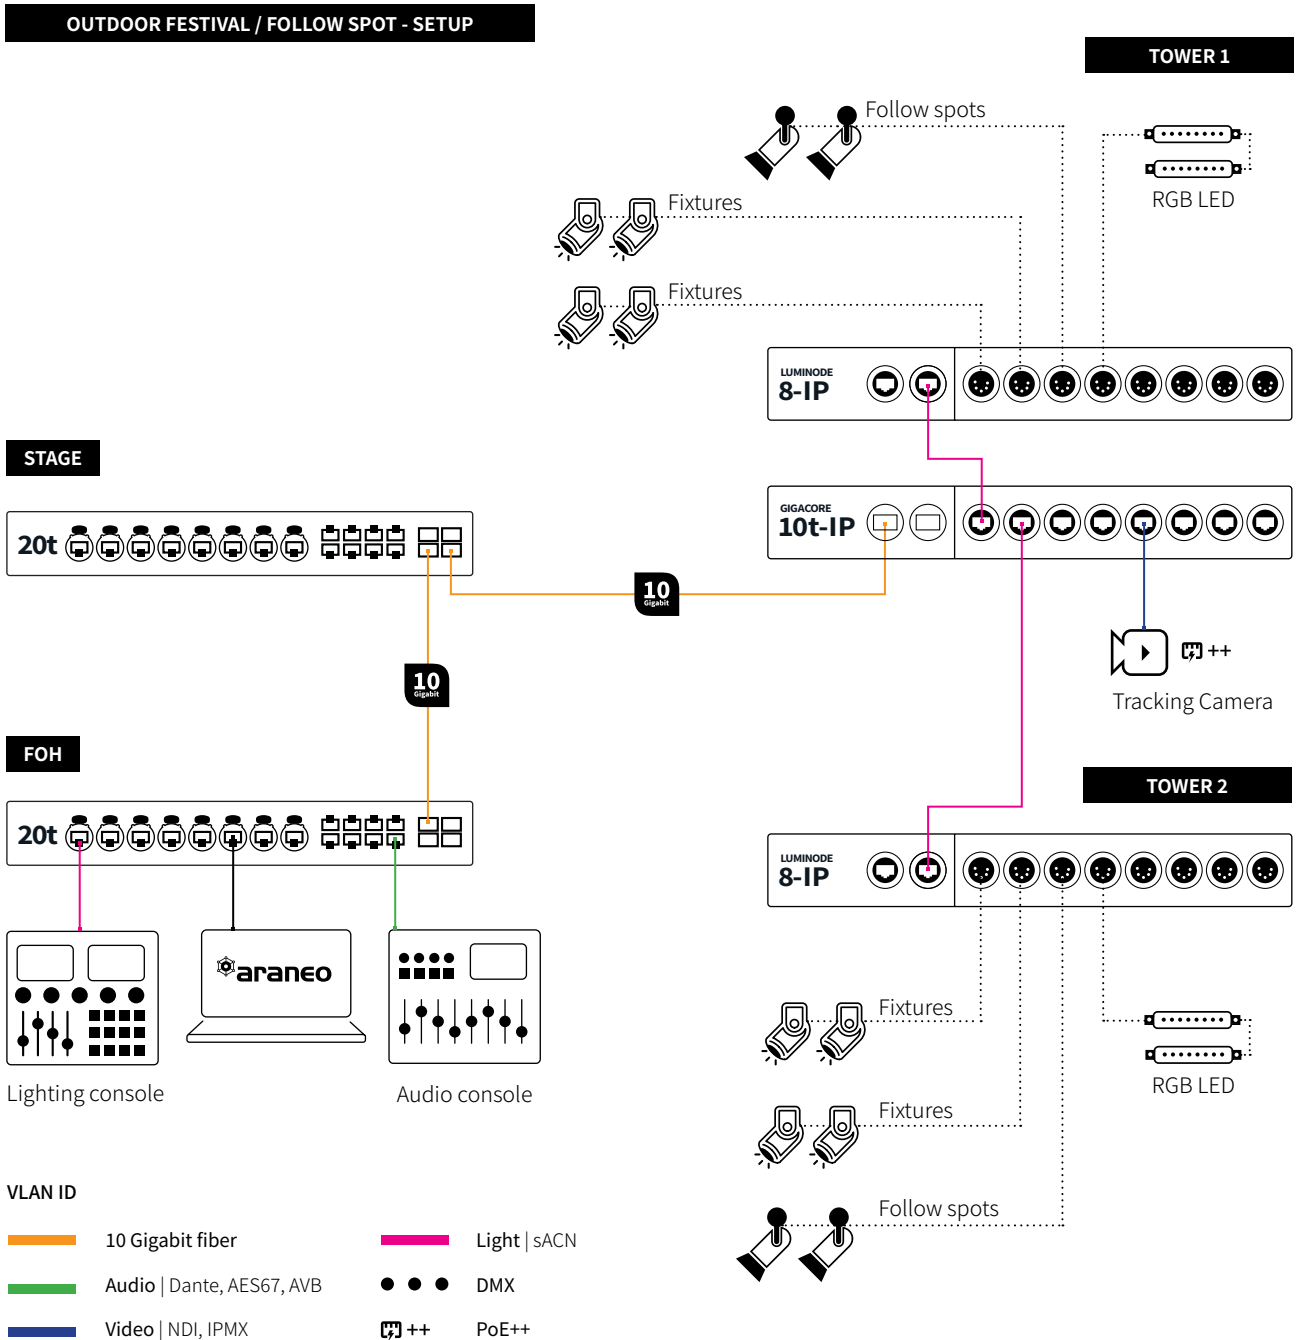 OUTDOOR FESTIVAL / FOLLOW SPOT - SETUP
TOWER 1
Follow spots
RGB LED
Fixtures
Fixtures
LUMINODE
8-IP
STAGE
20t
GIGACORE
10t-IP
10
Gigabit
10
Gigabit
++
Tracking Camera
FOH
20t
TOWER 2
LUMINODE
8-IP
araneo
Lighting console
Audio console
Fixtures
RGB LED
Fixtures
Follow spots
VLAN ID
10 Gigabit fiber
Light | sACN
Audio | Dante, AES67, AVB
DMX
Video | NDI, IPMX
++ PoE++